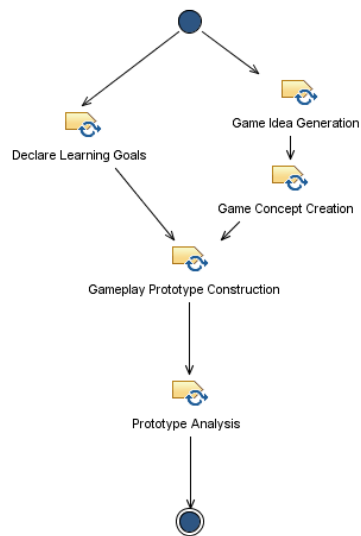 Game Idea Generation
Declare Learning Goals
Game Concept Creation
Gameplay Prototype Construction
Prototype Analysis